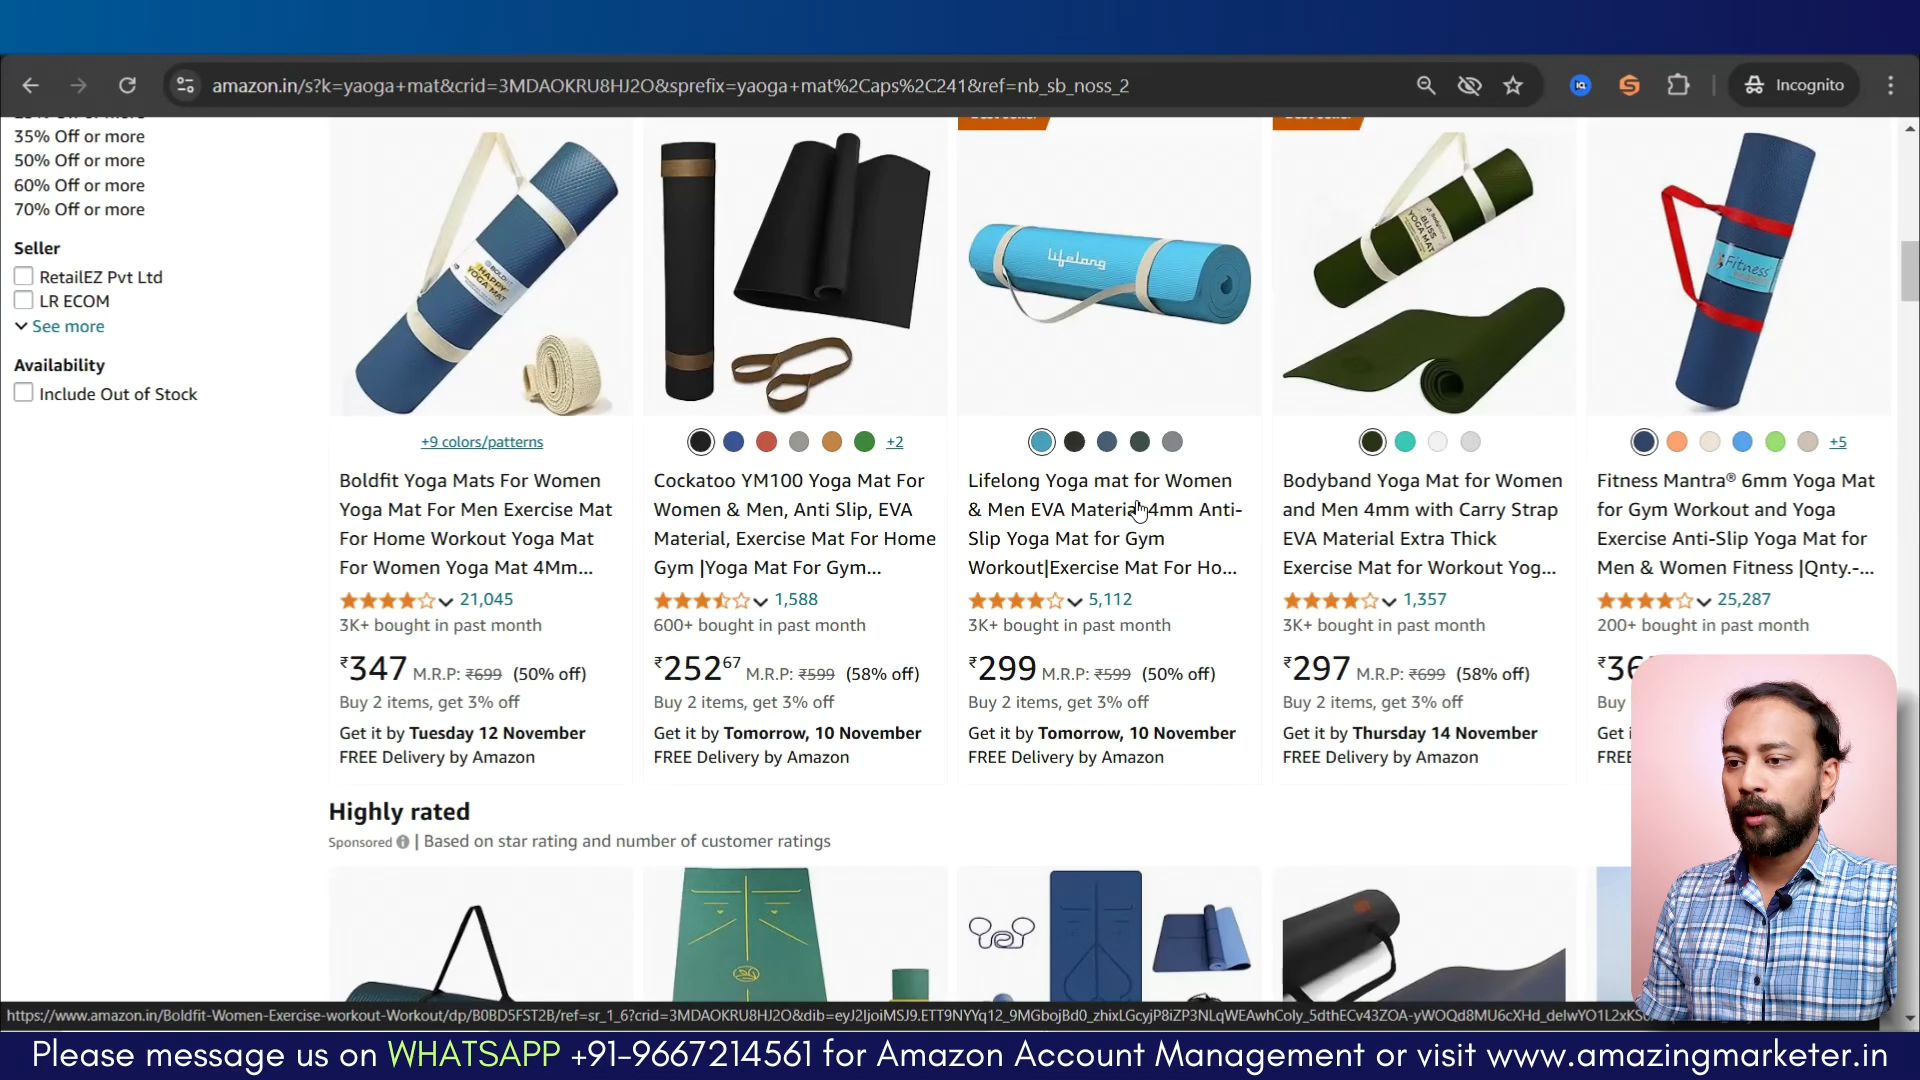 amazon.in/s?k=yaoga+mat&crid=3MDAOKRU8HJ2O&sprefix=yaoga+mat%2Caps%2C241&ref=nb_sb_noss_2
Incognito
35% Off or more
50% Off or more
60% Off or more
70% Off or more
Seller
RetailEZ Pvt Ltd
LR ECOM
See more
Availability
Include Out of Stock
BOLDFIT
HAPPY
YOGA MAT
lifelong
BLISS
YOGA MAT
Fitness
+9 colors/patterns
+2
+5
Boldfit Yoga Mats For Women
Yoga Mat For Men Exercise Mat
For Home Workout Yoga Mat
For Women Yoga Mat 4Mm...
21,045
3K+ bought in past month
₹347 M.R.P: ₹699 (50% off)
Buy 2 items, get 3% off
Get it by Tuesday 12 November
FREE Delivery by Amazon
Cockatoo YM100 Yoga Mat For
Women & Men, Anti Slip, EVA
Material, Exercise Mat For Home
Gym |Yoga Mat For Gym...
1,588
600+ bought in past month
₹25267 M.R.P: ₹599 (58% off)
Buy 2 items, get 3% off
Get it by Tomorrow, 10 November
FREE Delivery by Amazon
Lifelong Yoga mat for Women
& Men EVA Material 4mm Anti-
Slip Yoga Mat for Gym
Workout|Exercise Mat For Ho...
5,112
3K+ bought in past month
₹299 M.R.P: ₹599 (50% off)
Buy 2 items, get 3% off
Get it by Tomorrow, 10 November
FREE Delivery by Amazon
Bodyband Yoga Mat for Women
and Men 4mm with Carry Strap
EVA Material Extra Thick
Exercise Mat for Workout Yog...
1,357
3K+ bought in past month
₹297 M.R.P: ₹699 (58% off)
Buy 2 items, get 3% off
Get it by Thursday 14 November
FREE Delivery by Amazon
Fitness Mantra® 6mm Yoga Mat
for Gym Workout and Yoga
Exercise Anti-Slip Yoga Mat for
Men & Women Fitness |Qnty.-...
25,287
200+ bought in past month
Buy
Highly rated
Sponsored | Based on star rating and number of customer ratings
Please message us on WHATSAPP +91-9667214561 for Amazon Account Management or visit www.amazingmarketer.in